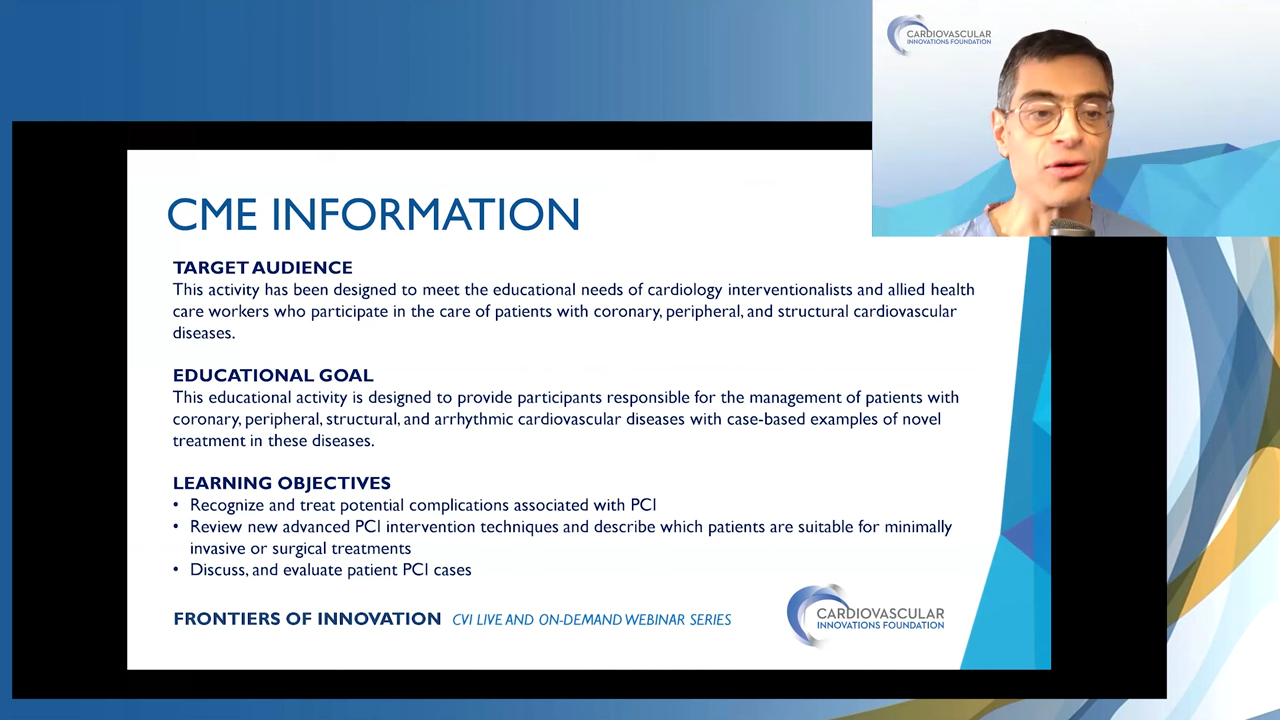 CARDIOVASCULAR
INNOVATIONS FOUNDATION
CME INFORMATION
TARGET AUDIENCE
This activity has been designed to meet the educational needs of cardiology interventionalists and allied health
care workers who participate in the care of patients with coronary, peripheral, and structural cardiovascular
diseases.
EDUCATIONAL GOAL
This educational activity is designed to provide participants responsible for the management of patients with
coronary, peripheral, structural, and arrhythmic cardiovascular diseases with case-based examples of novel
treatment in these diseases.
LEARNING OBJECTIVES
• Recognize and treat potential complications associated with PCI
• Review new advanced PCI intervention techniques and describe which patients are suitable for minimally
invasive or surgical treatments
• Discuss, and evaluate patient PCI cases
FRONTIERS OF INNOVATION CVI LIVE AND ON-DEMAND WEBINAR SERIES
CARDIOVASCULAR
INNOVATIONS FOUNDATION